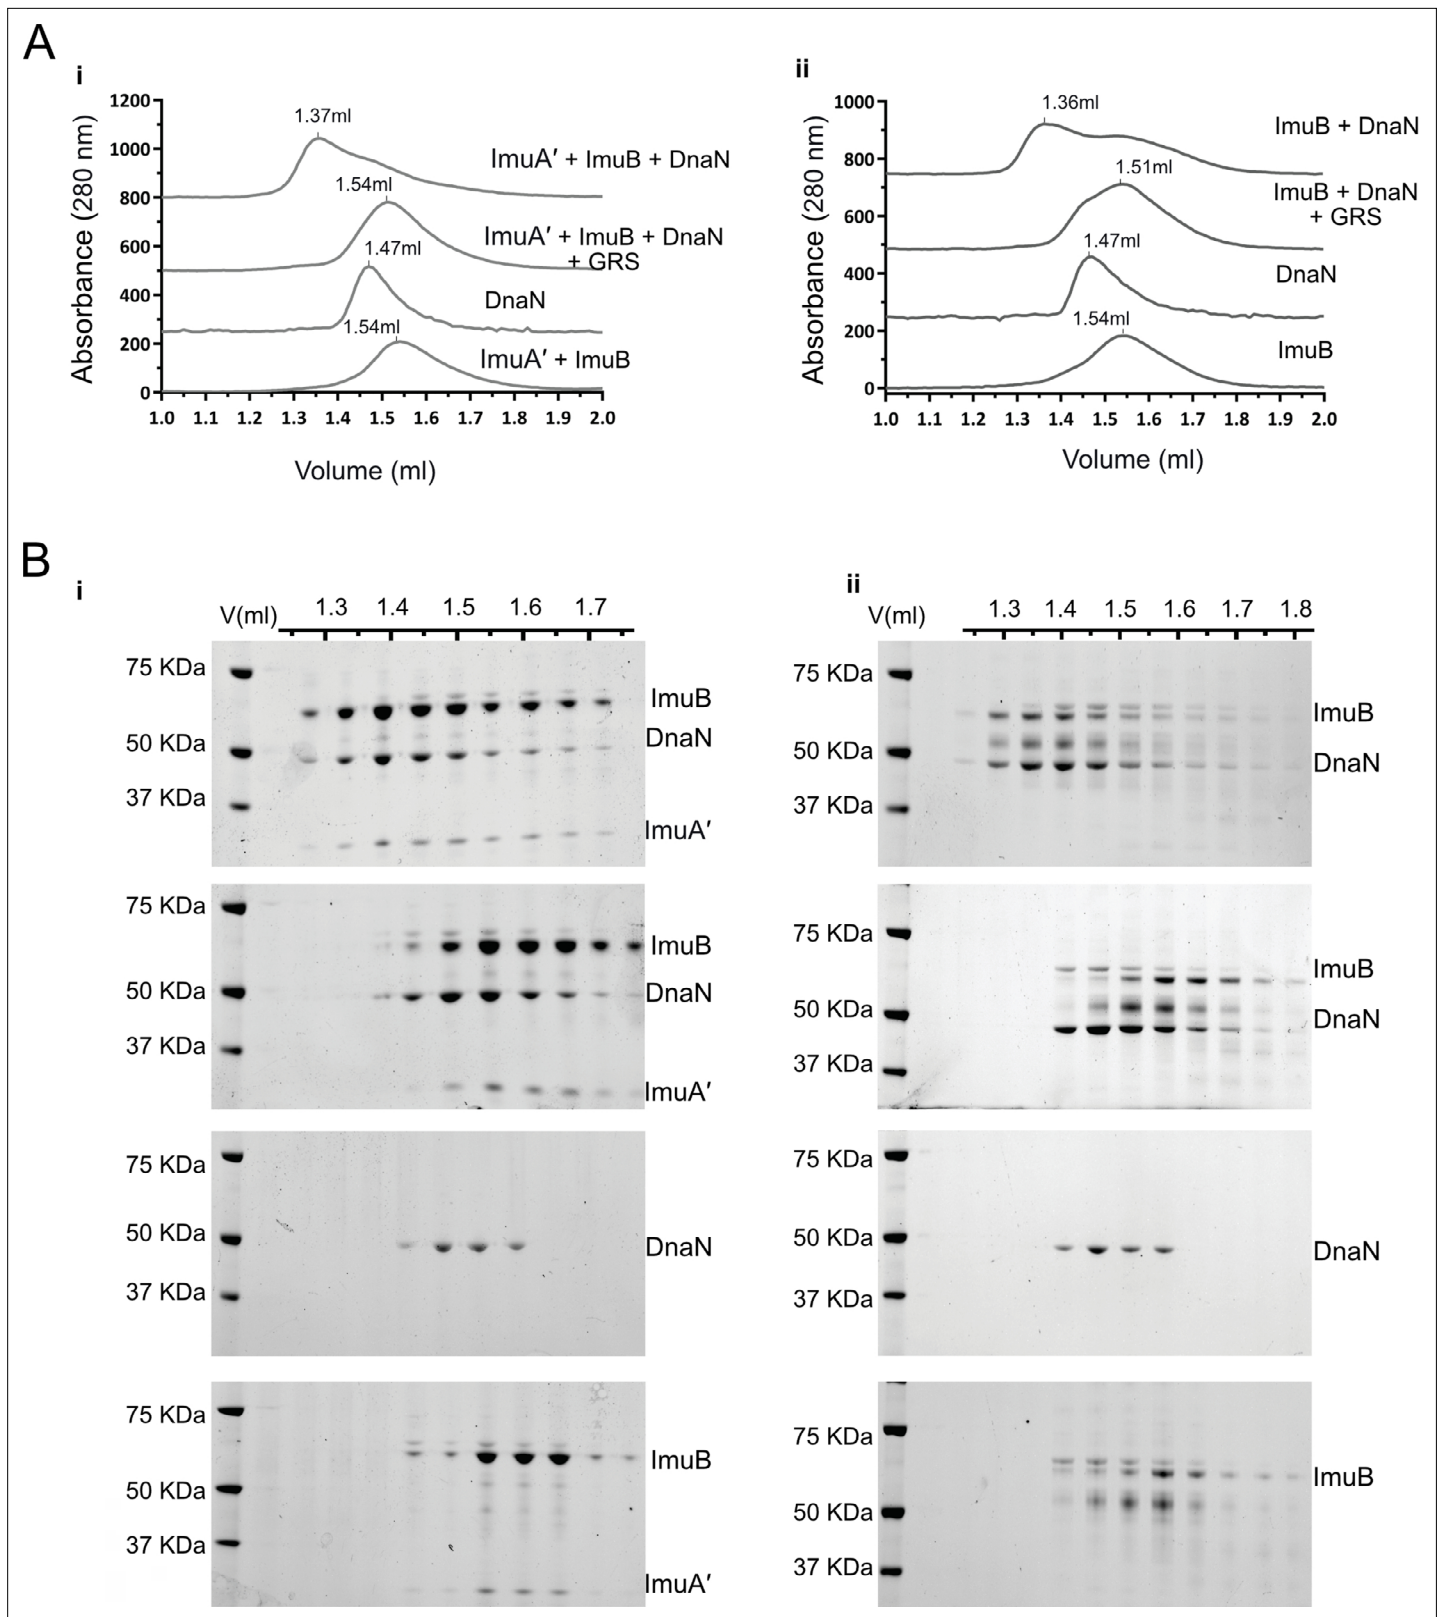 A
i
1200
1000
800
600
400
200
0
Absorbance (280 nm)
1.37ml
ImuA′ + ImuB + DnaN
1.54ml
ImuA′ + ImuB + DnaN
+ GRS
1.47ml
DnaN
1.54ml
ImuA′ + ImuB
1.0 1.1 1.2 1.3 1.4 1.5 1.6 1.7 1.8 1.9 2.0
Volume (ml)
ii
1000
800
600
400
200
0
Absorbance (280 nm)
1.36ml
ImuB + DnaN
1.51ml
ImuB + DnaN
+ GRS
1.47ml
DnaN
1.54ml
ImuB
1.0 1.1 1.2 1.3 1.4 1.5 1.6 1.7 1.8 1.9 2.0
Volume (ml)
B
i
V(ml) 1.3 1.4 1.5 1.6 1.7
75 KDa
ImuB
50 KDa
DnaN
37 KDa
ImuA′
75 KDa
ImuB
50 KDa
DnaN
37 KDa
ImuA′
75 KDa
50 KDa
DnaN
37 KDa
75 KDa
ImuB
50 KDa
37 KDa
ImuA′
ii
V(ml) 1.3 1.4 1.5 1.6 1.7 1.8
75 KDa
ImuB
50 KDa
DnaN
37 KDa
75 KDa
ImuB
50 KDa
DnaN
37 KDa
75 KDa
50 KDa
DnaN
37 KDa
75 KDa
ImuB
50 KDa
37 KDa